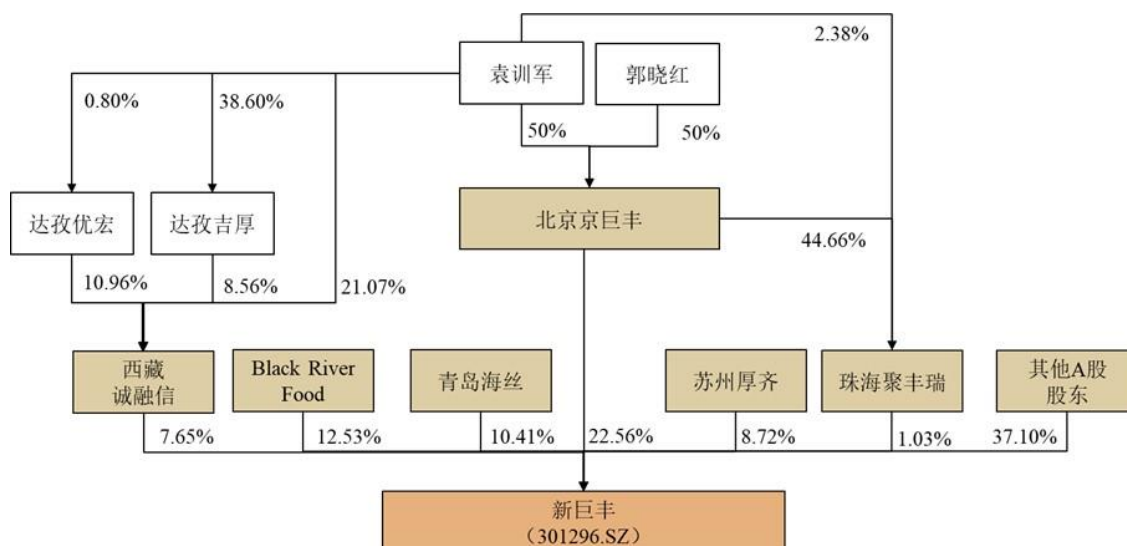 2.38%
袁训军
郭晓红
0.80%
38.60%
50%
50%
达孜优宏
达孜吉厚
北京京巨丰
44.66%
10.96%
8.56%
21.07%
西藏
诚融信
Black River
Food
青岛海丝
苏州厚齐
珠海聚丰瑞
其他A股
股东
7.65%
12.53%
10.41%
22.56%
8.72%
1.03%
37.10%
新巨丰
（301296.SZ）